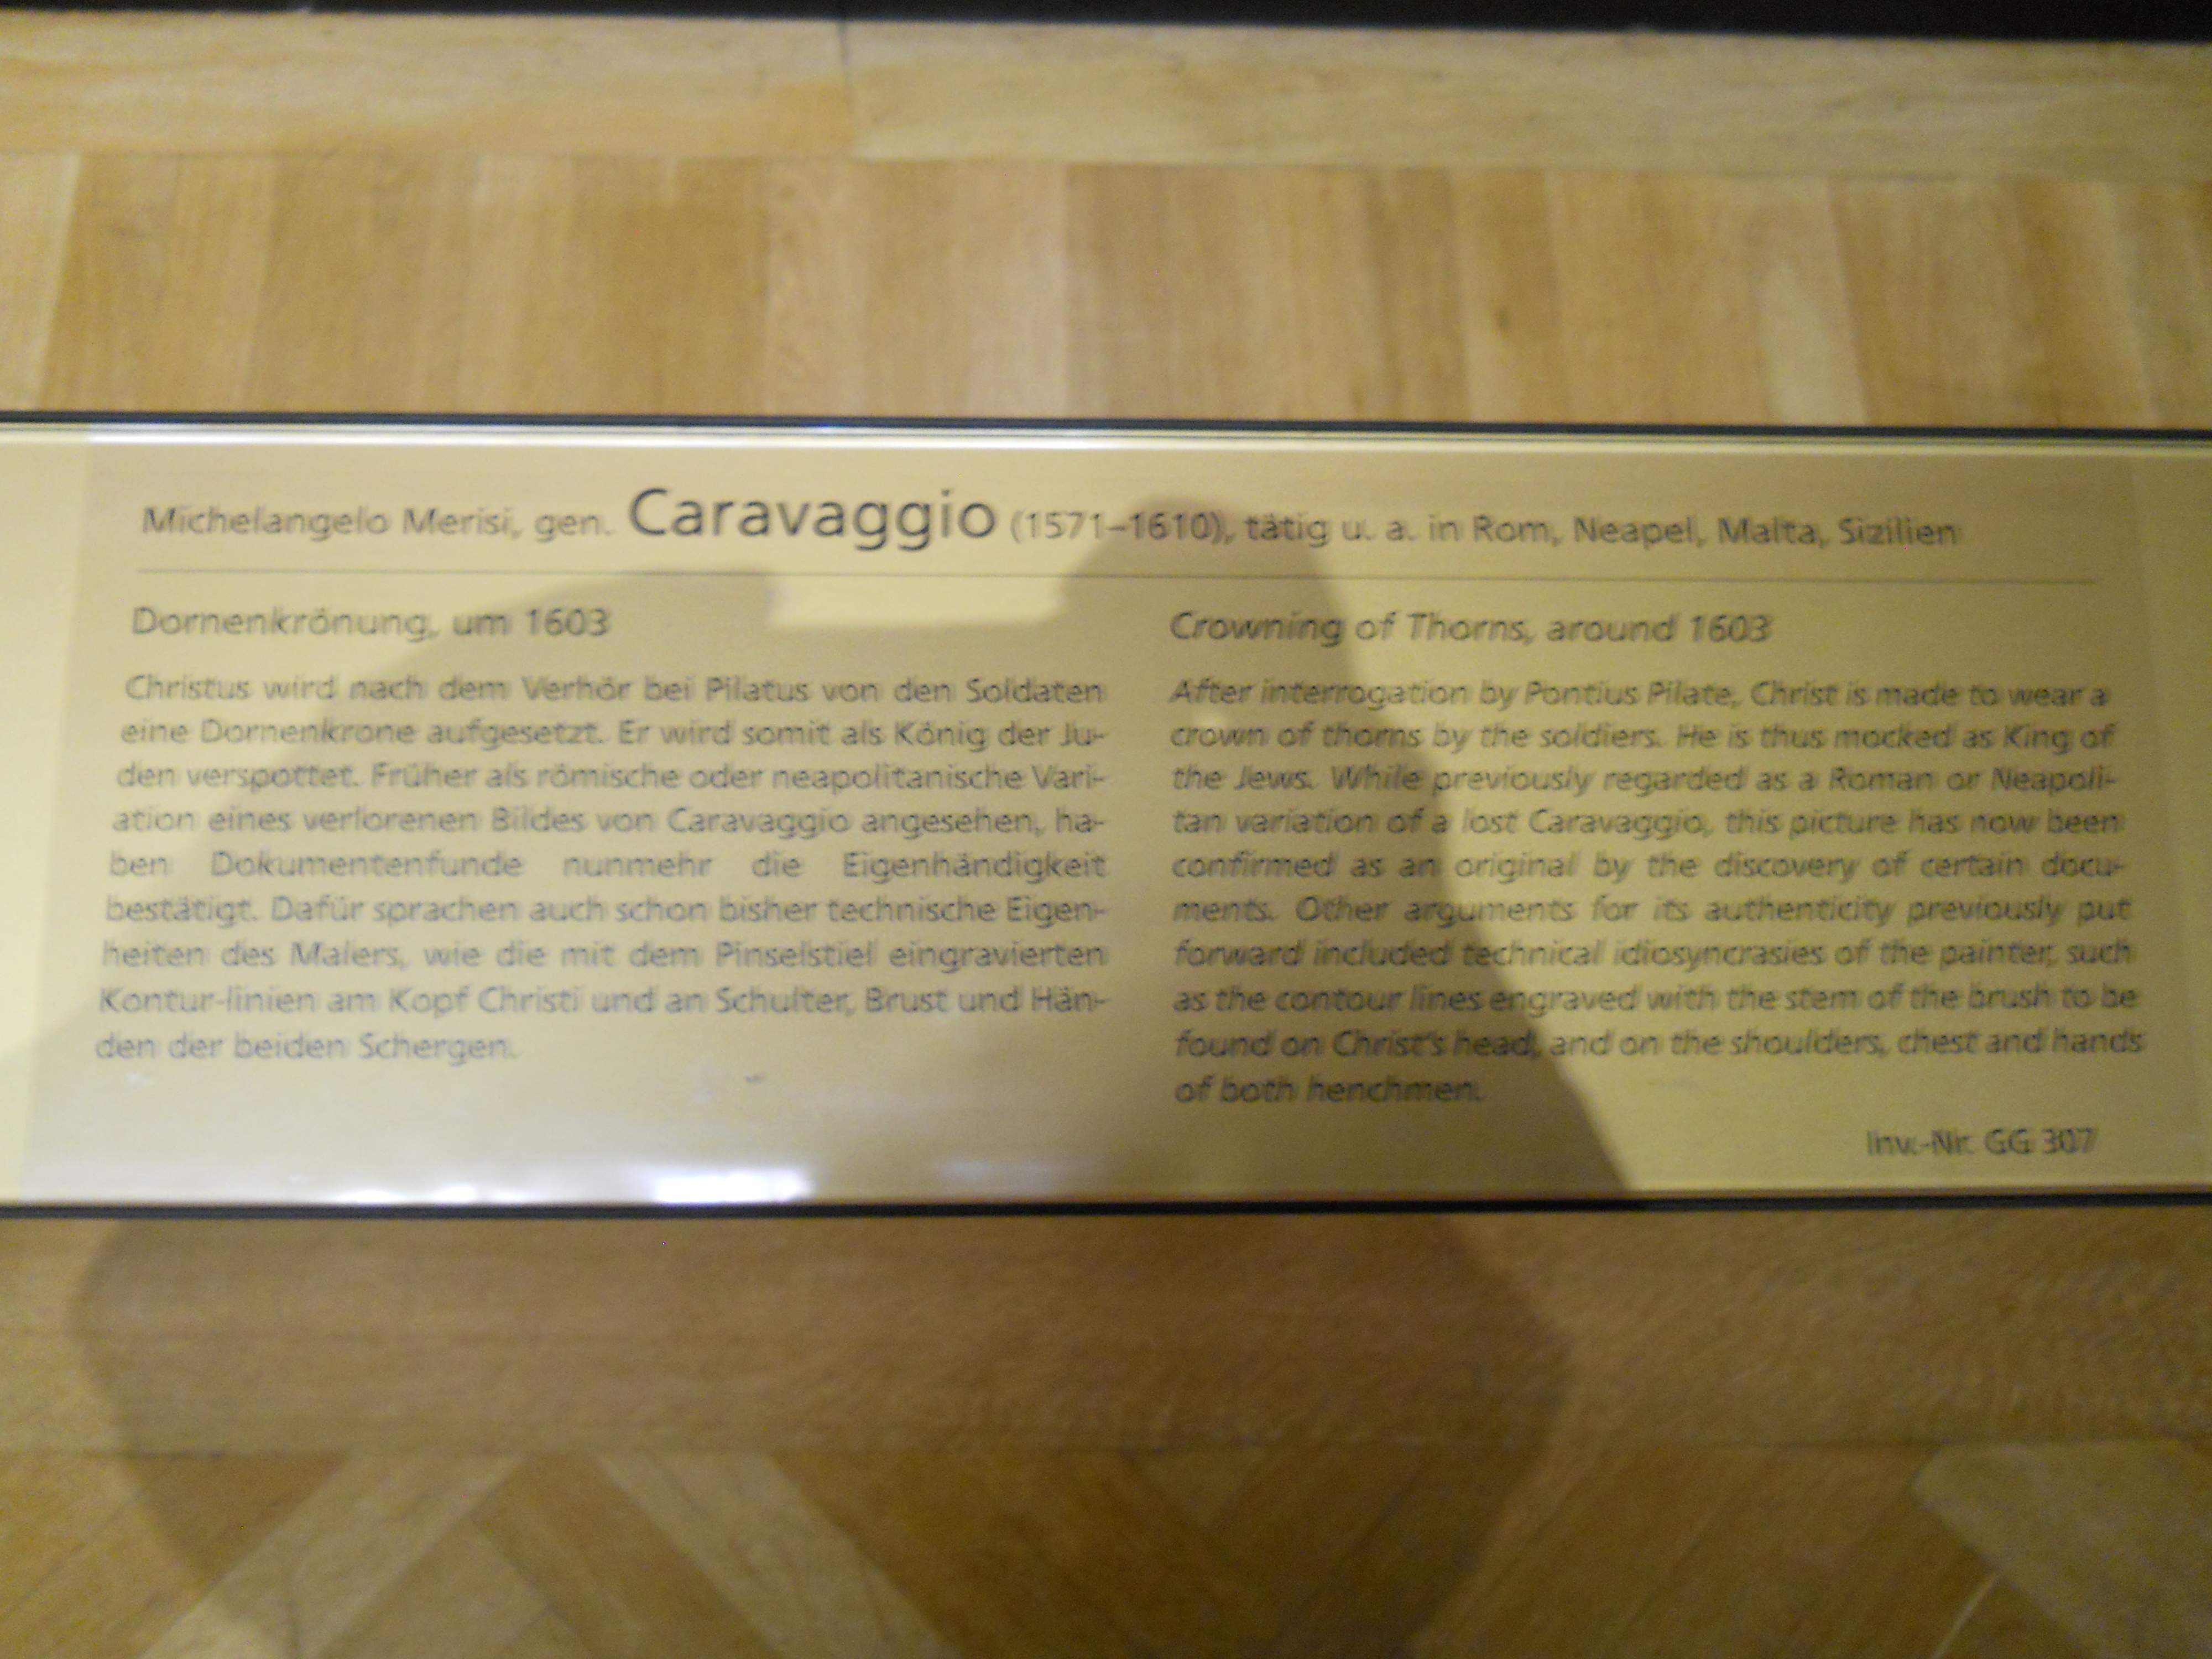 Michelangelo Merisi, gen. Caravaggio (1571–1610), tätig u. a. in Rom, Neapel, Malta, Sizilien
Dornenkrönung, um 1603
Christus wird nach dem Verhör bei Pilatus von den Soldaten
eine Dornenkrone aufgesetzt. Er wird somit als König der Ju-
den verspottet. Früher als römische oder neapolitanische Vari-
ation eines verlorenen Bildes von Caravaggio angesehen, ha-
ben Dokumentenfunde nunmehr die Eigenhändigkeit
bestätigt. Dafür sprachen auch schon bisher technische Eigen-
heiten des Malers, wie die mit dem Pinselstiel eingravierten
Kontur-linien am Kopf Christi und an Schulter, Brust und Hän-
den der beiden Schergen.
Crowning of Thorns, around 1603
After interrogation by Pontius Pilate, Christ is made to wear a
crown of thorns by the soldiers. He is thus mocked as King of
the Jews. While previously regarded as a Roman or Neapoli-
tan variation of a lost Caravaggio, this picture has now been
confirmed as an original by the discovery of certain docu-
ments. Other arguments for its authenticity previously put
forward included technical idiosyncrasies of the painter, such
as the contour lines engraved with the stem of the brush to be
found on Christ's head, and on the shoulders, chest and hands
of both henchmen.
Inv.-Nr. GG 307